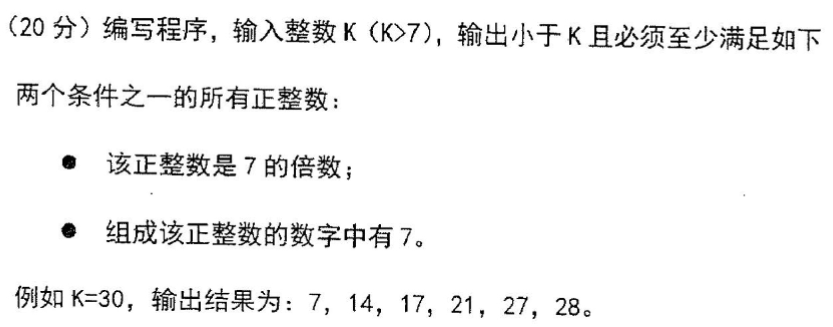 （20 分）编写程序，输入整数 K（K>7），输出小于 K 且必须至少满足如下
两个条件之一的所有正整数：
● 该正整数是 7 的倍数；
● 组成该正整数的数字中有 7。
例如 K=30，输出结果为：7，14，17，21，27，28。